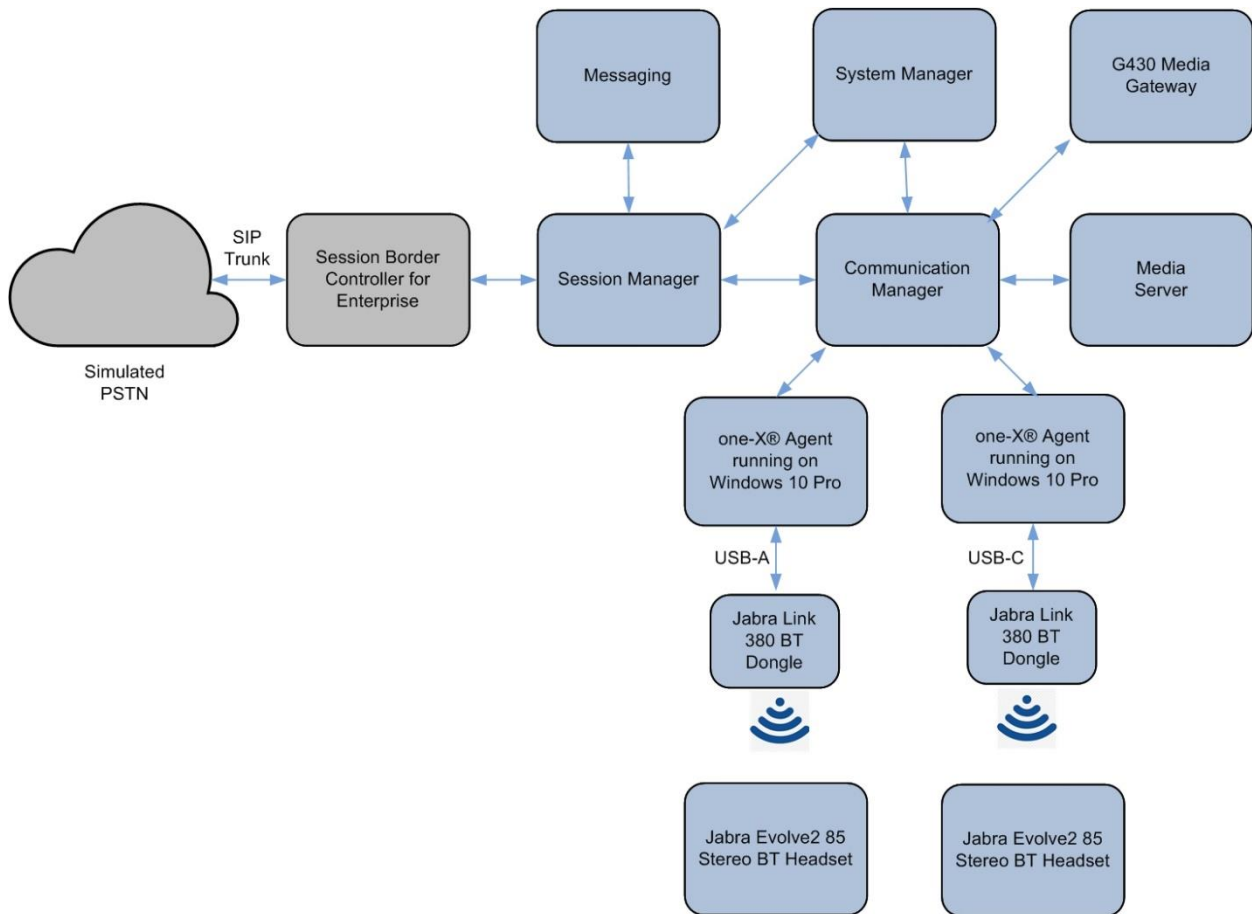 Messaging
System Manager
G430 Media
Gateway
SIP
Trunk
Session Border
Controller for
Enterprise
Session Manager
Communication
Manager
Media
Server
Simulated
PSTN
one-X® Agent
running on
Windows 10 Pro
one-X® Agent
running on
Windows 10 Pro
USB-A
USB-C
Jabra Link
380 BT
Dongle
Jabra Link
380 BT
Dongle
Jabra Evolve2 85
Stereo BT Headset
Jabra Evolve2 85
Stereo BT Headset